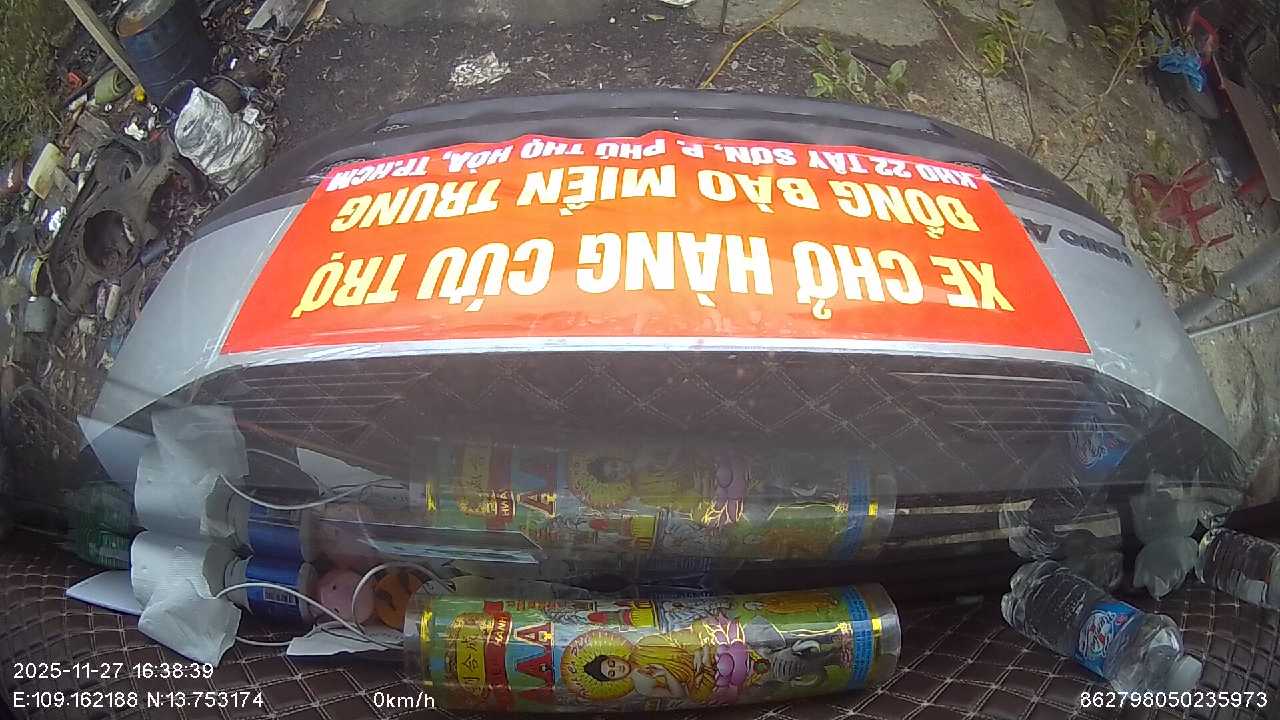 XE CHỞ HÀNG CỨU TRỢ
ĐỒNG BÀO MIỀN TRUNG
KHO 22 TÂY SƠN, P. PHÚ THỌ HÒA, TP.HCM
2025-11-27 16:38:39
E:109.162188 N:13.753174
0km/h
862798050235973